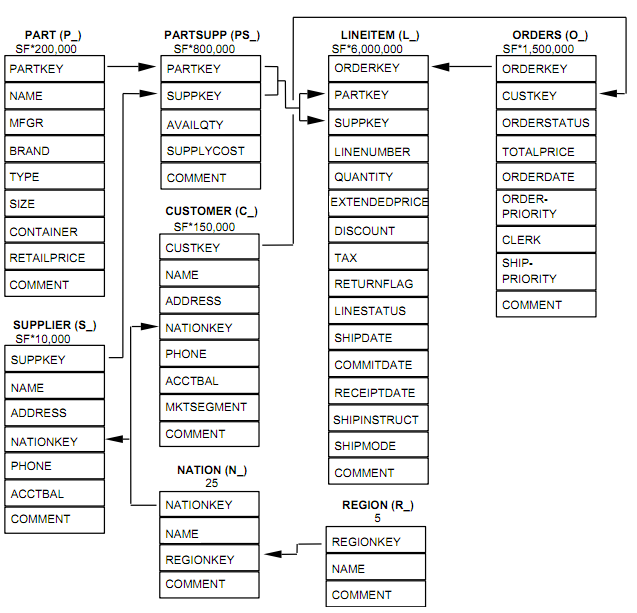 PART (P_)
SF*200,000
PARTKEY
NAME
MFGR
BRAND
TYPE
SIZE
CONTAINER
RETAILPRICE
COMMENT
SUPPLIER (S_)
SF*10,000
SUPPKEY
NAME
ADDRESS
NATIONKEY
PHONE
ACCTBAL
COMMENT
PARTSUPP (PS_)
SF*800,000
PARTKEY
SUPPKEY
AVAILQTY
SUPPLYCOST
COMMENT
CUSTOMER (C_)
SF*150,000
CUSTKEY
NAME
ADDRESS
NATIONKEY
PHONE
ACCTBAL
MKTSEGMENT
COMMENT
NATION (N_)
25
NATIONKEY
NAME
REGIONKEY
COMMENT
LINEITEM (L_)
SF*6,000,000
ORDERKEY
PARTKEY
SUPPKEY
LINENUMBER
QUANTITY
EXTENDEDPRICE
DISCOUNT
TAX
RETURNFLAG
LINESTATUS
SHIPDATE
COMMITDATE
RECEIPTDATE
SHIPINSTRUCT
SHIPMODE
COMMENT
REGION (R_)
5
REGIONKEY
NAME
COMMENT
ORDERS (O_)
SF*1,500,000
ORDERKEY
CUSTKEY
ORDERSTATUS
TOTALPRICE
ORDERDATE
ORDER-
PRIORITY
CLERK
SHIP-
PRIORITY
COMMENT